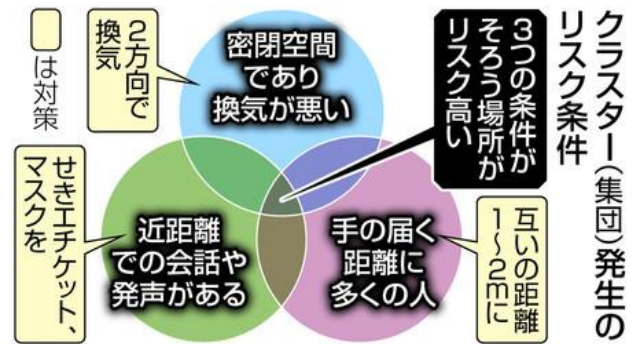 クラスター(集団)発生の
リスク条件
3つの条件が
そろう場所が
リスク高い
密閉空間
であり
換気が悪い
2方向で
換気
は対策
近距離
での会話や
発声がある
せきエチケット、
マスクを
手の届く
距離に
多くの人
互いの距離
1〜2mに